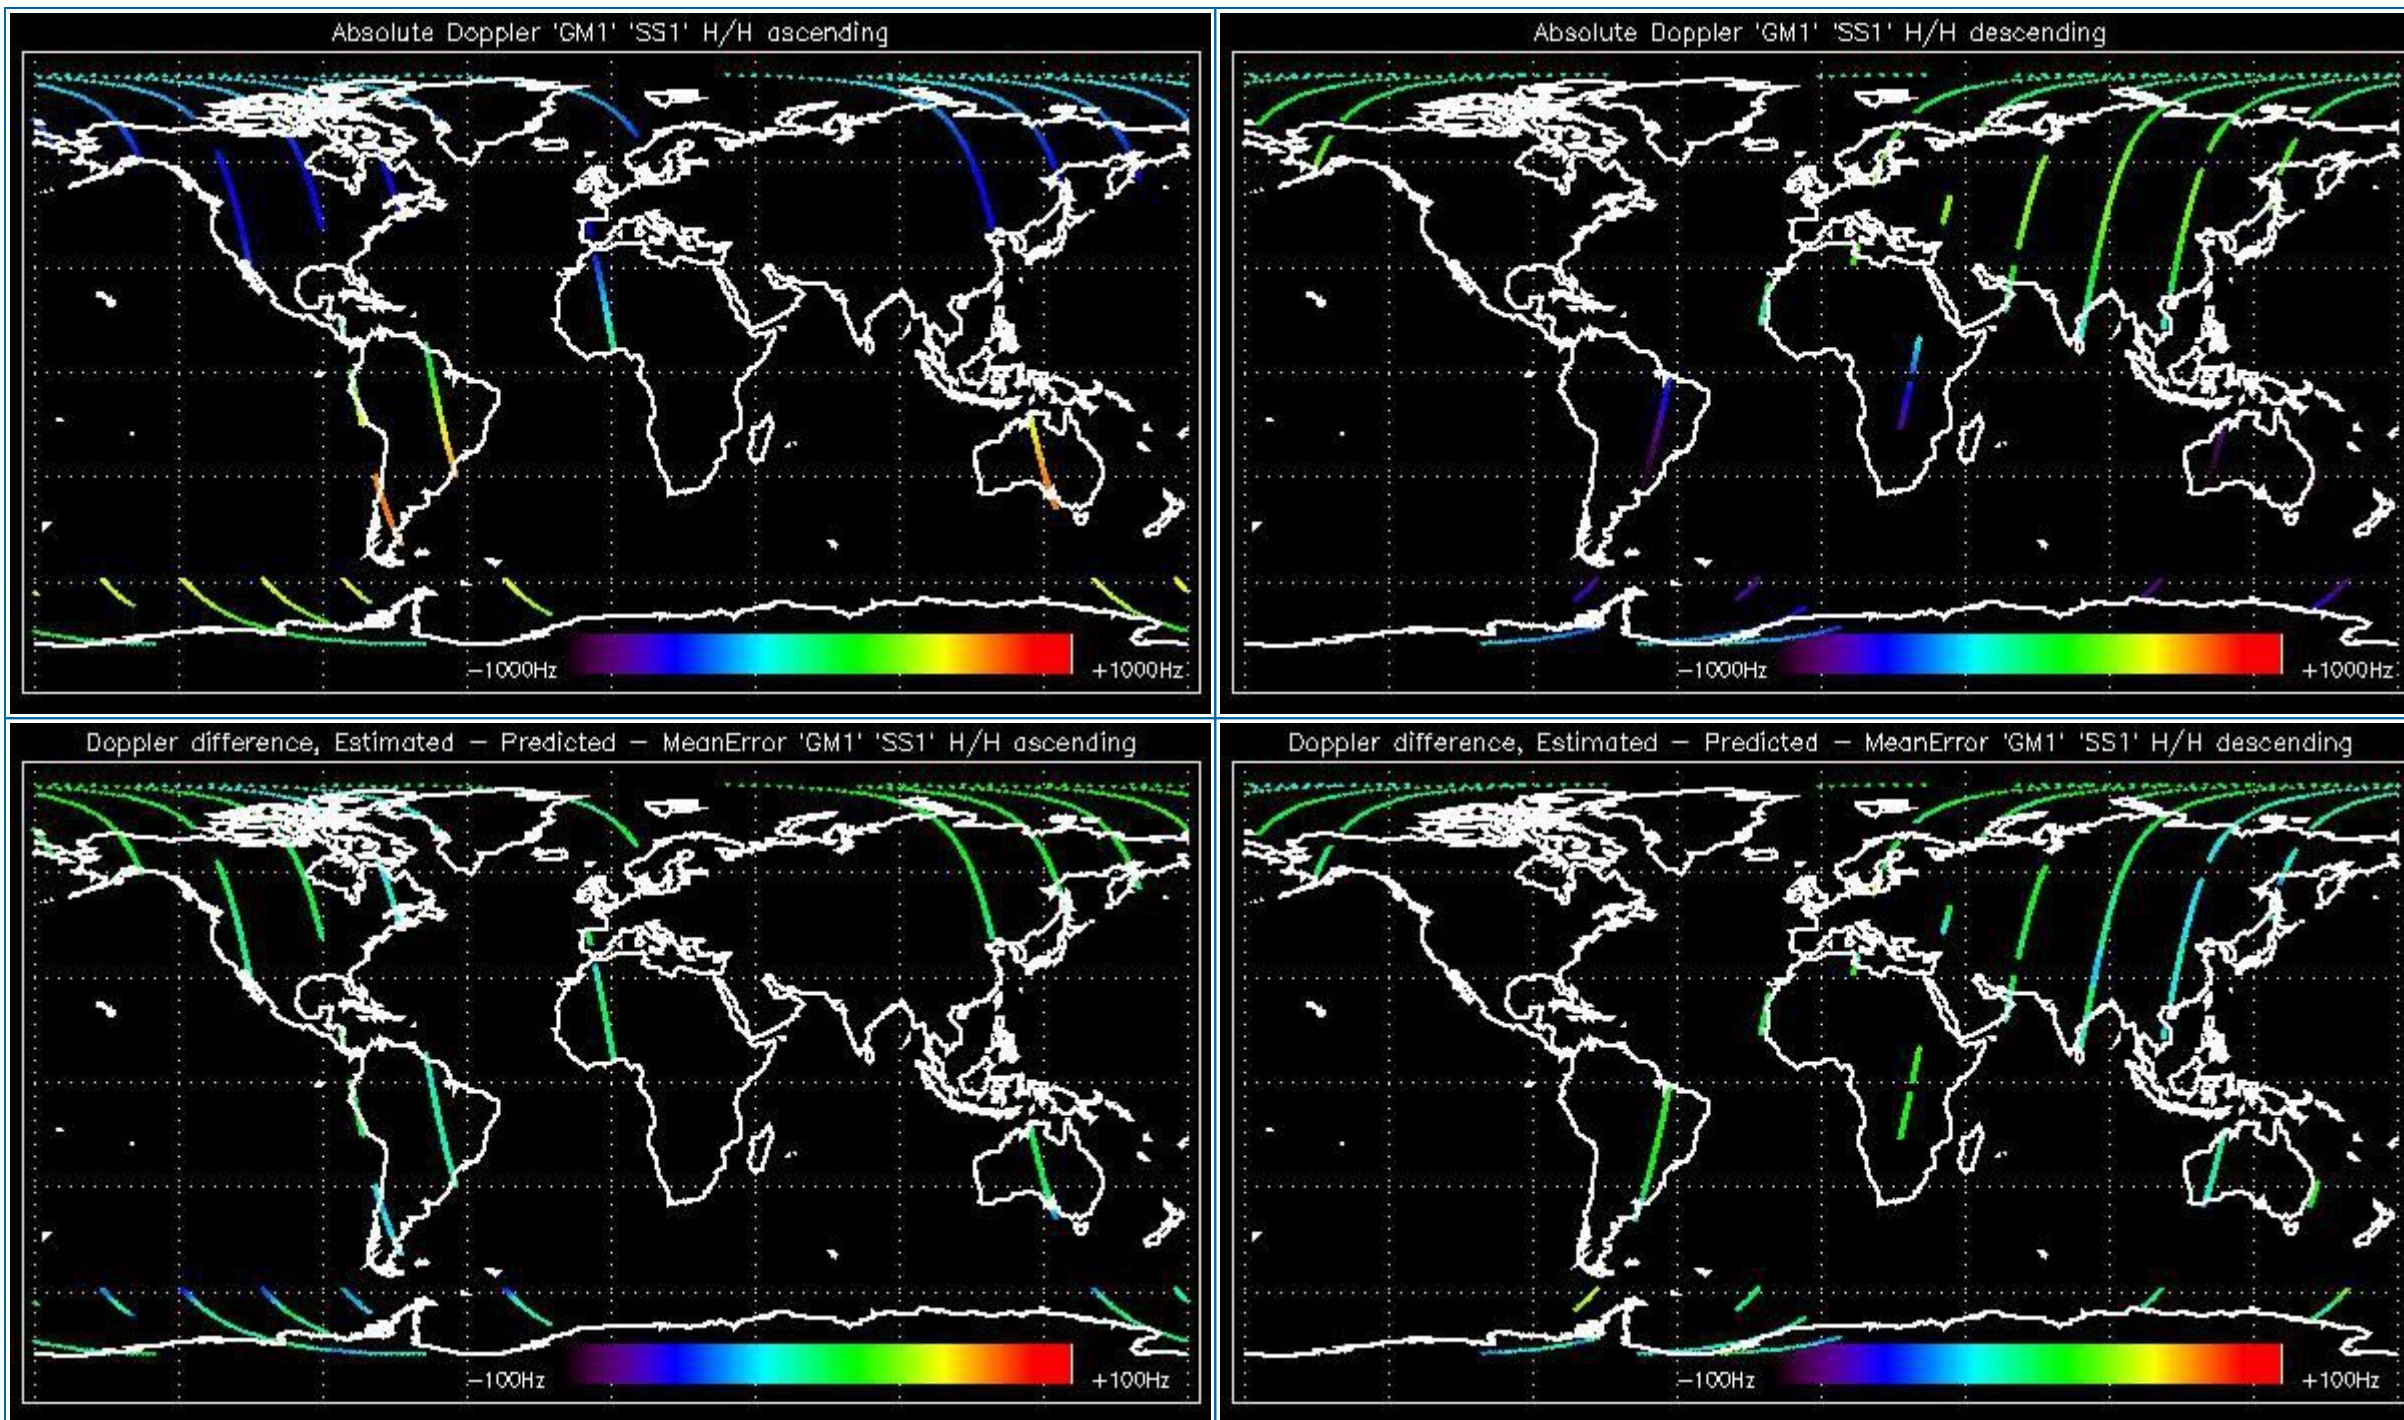 Absolute Doppler 'GM1' 'SS1' H/H ascending
−1000Hz
+1000Hz
Absolute Doppler 'GM1' 'SS1' H/H descending
−1000Hz
+1000Hz
Doppler difference, Estimated − Predicted − MeanError 'GM1' 'SS1' H/H ascending
−100Hz
+100Hz
Doppler difference, Estimated − Predicted − MeanError 'GM1' 'SS1' H/H descending
−100Hz
+100Hz